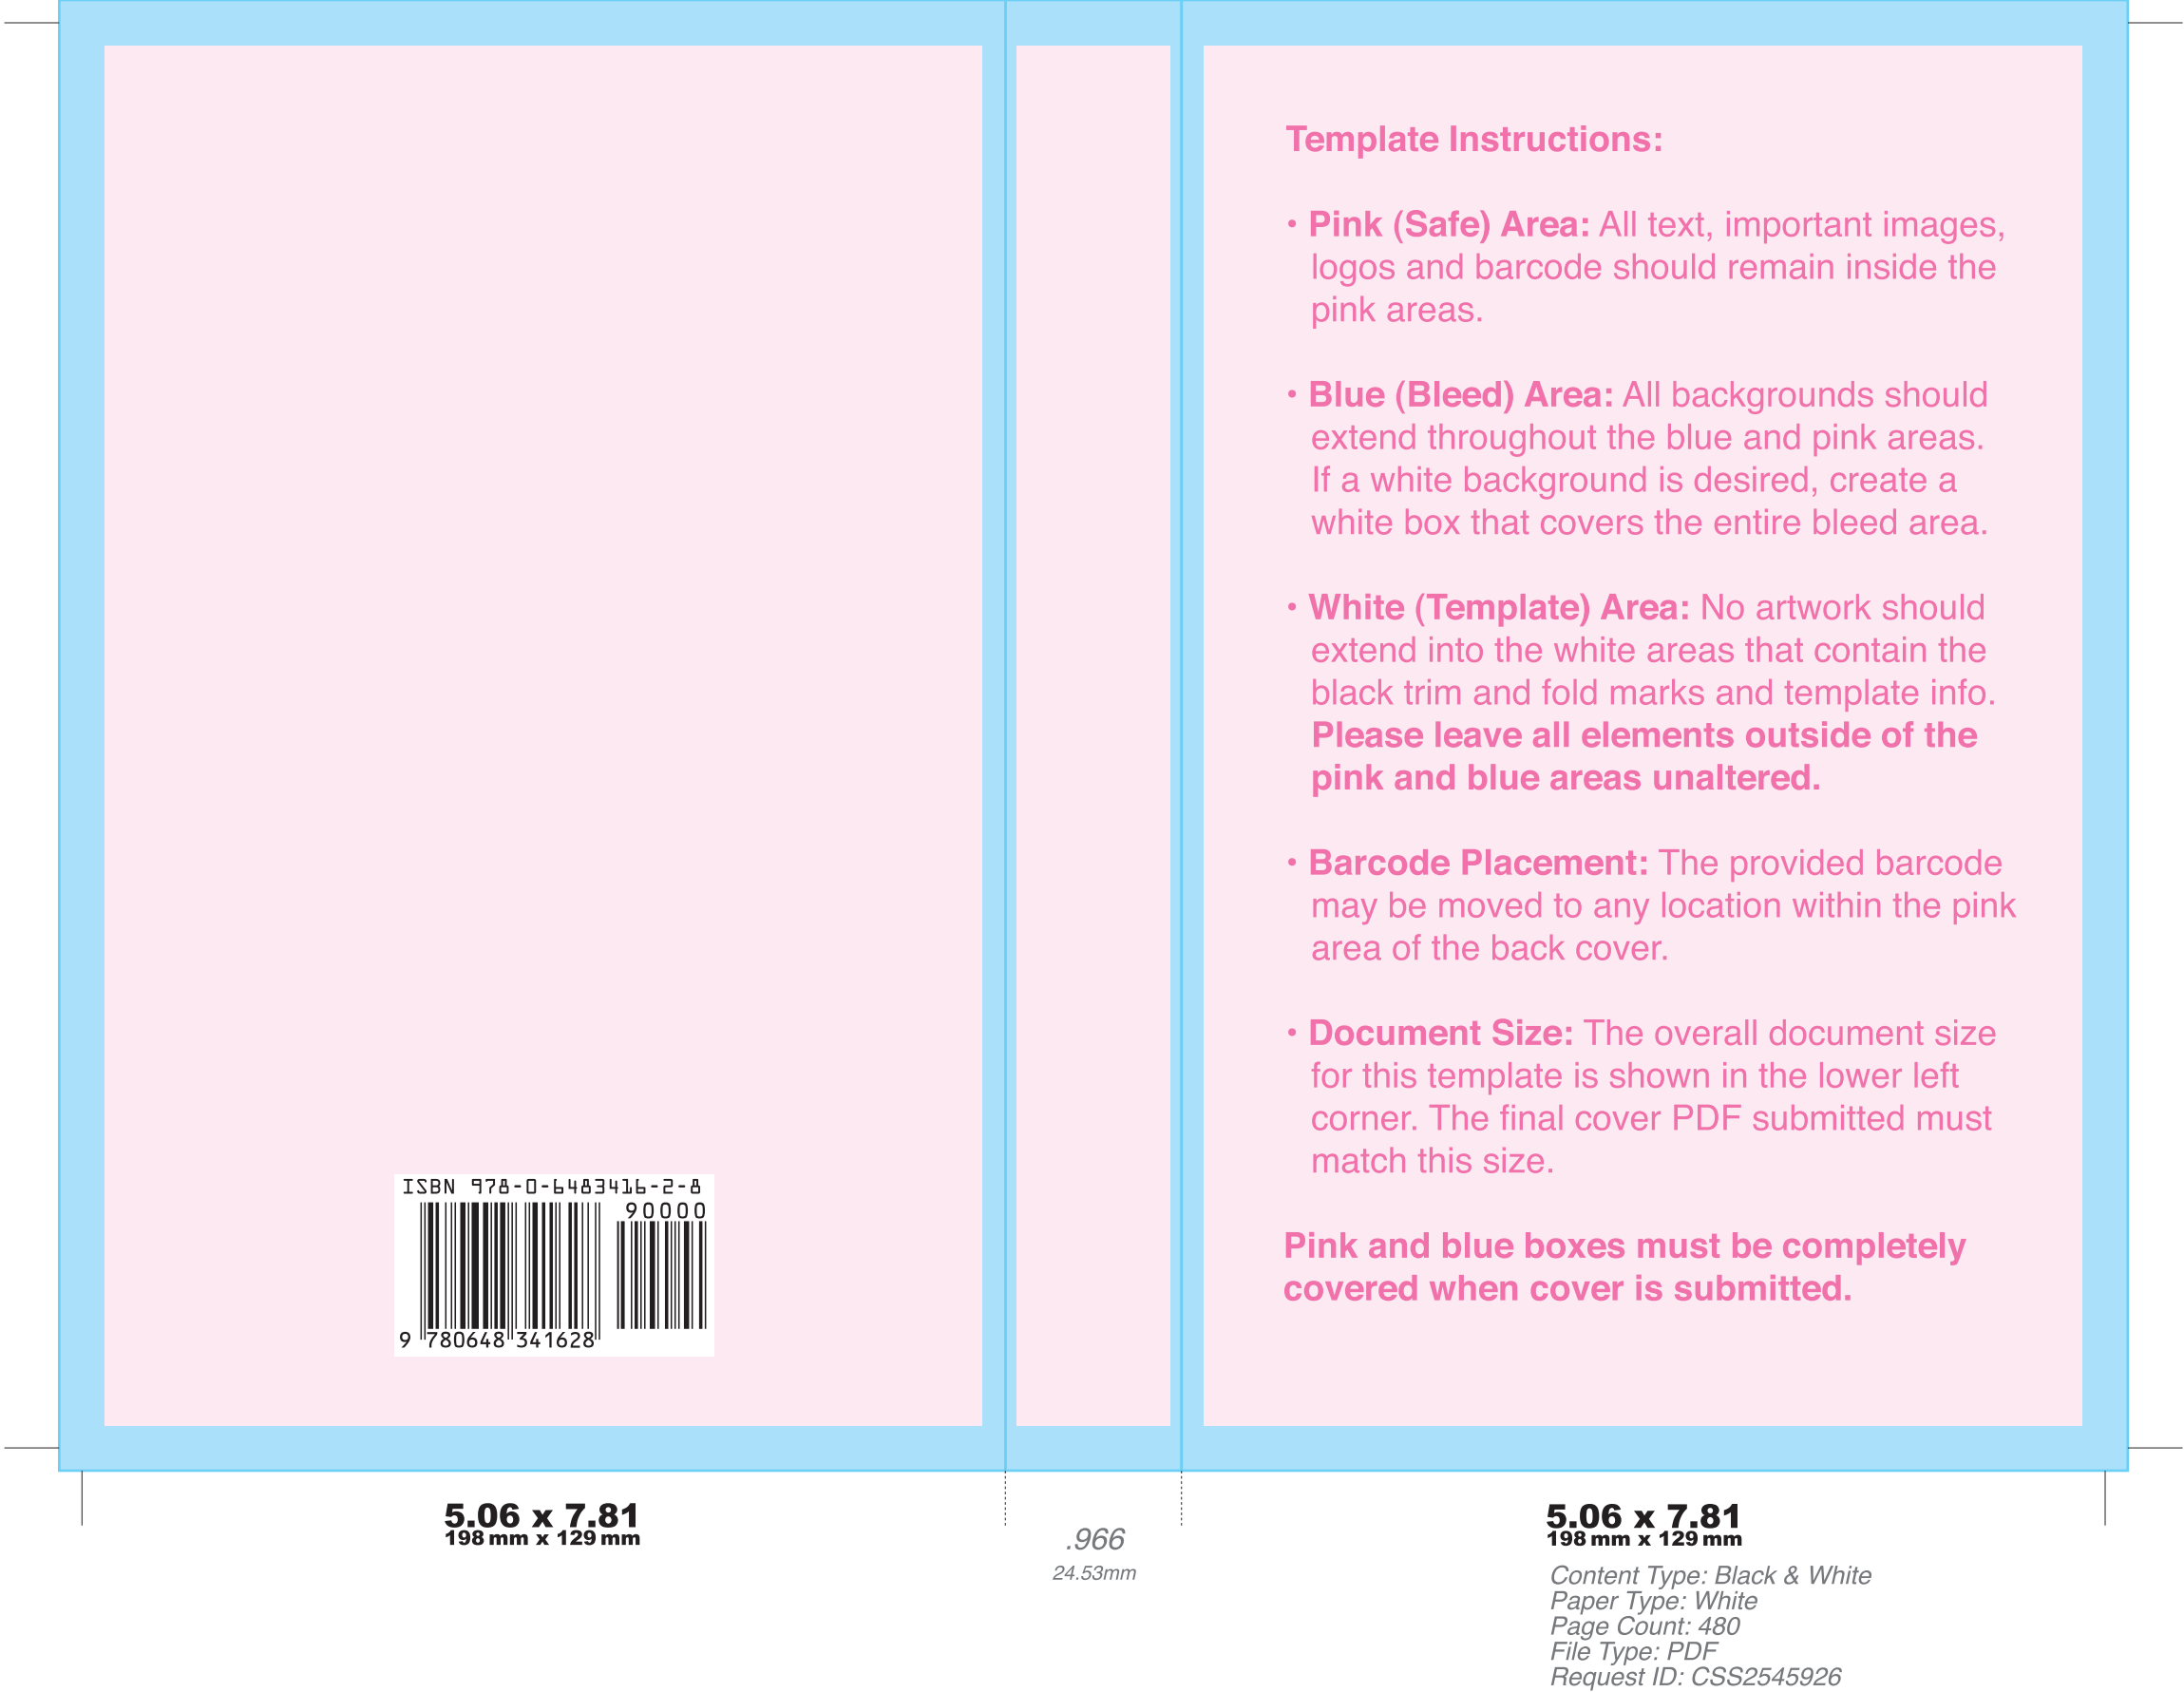 Template Instructions:
• Pink (Safe) Area: All text, important images,
logos and barcode should remain inside the
pink areas.
• Blue (Bleed) Area: All backgrounds should
extend throughout the blue and pink areas.
If a white background is desired, create a
white box that covers the entire bleed area.
• White (Template) Area: No artwork should
extend into the white areas that contain the
black trim and fold marks and template info.
Please leave all elements outside of the
pink and blue areas unaltered.
• Barcode Placement: The provided barcode
may be moved to any location within the pink
area of the back cover.
• Document Size: The overall document size
for this template is shown in the lower left
corner. The final cover PDF submitted must
match this size.
Pink and blue boxes must be completely
covered when cover is submitted.
ISBN 978-0-6483416-2-8
90000
9 780648 341628
5.06 x 7.81
198 mm x 129 mm
.966
24.53mm
5.06 x 7.81
198 mm x 129 mm
Content Type: Black & White
Paper Type: White
Page Count: 480
File Type: PDF
Request ID: CSS2545926